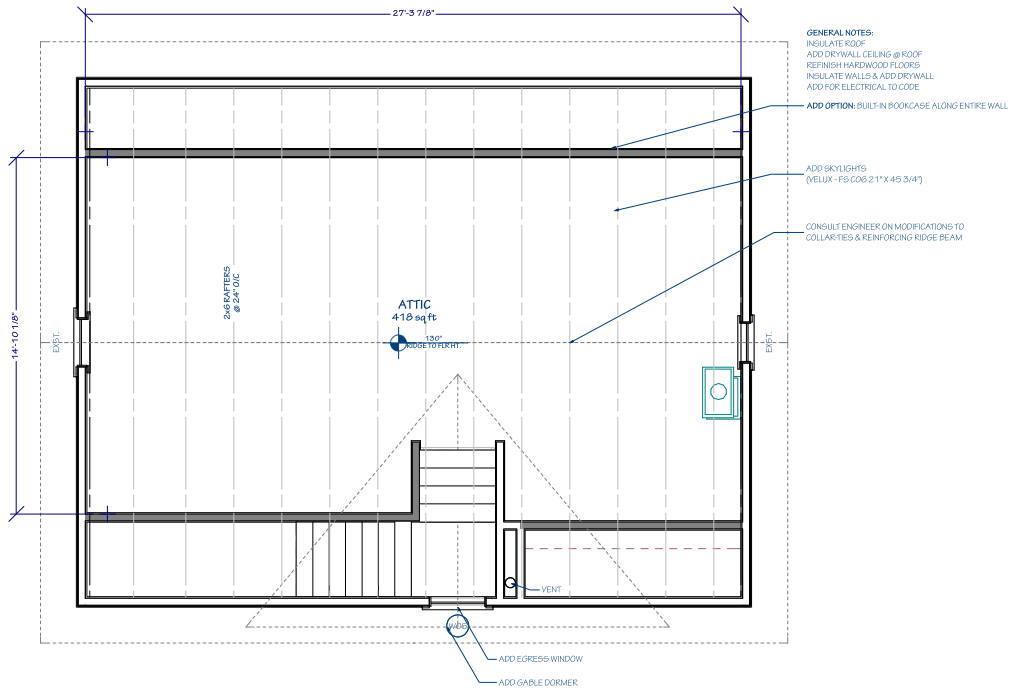 27'-3 7/8"
GENERAL NOTES:
INSULATE ROOF
ADD DRYWALL CEILING @ ROOF
REFINISH HARDWOOD FLOORS
INSULATE WALLS & ADD DRYWALL
ADD FOR ELECTRICAL TO CODE
ADD OPTION: BUILT-IN BOOKCASE ALONG ENTIRE WALL
ADD SKYLIGHTS
(VELUX - FS C06 21" X 45 3/4")
CONSULT ENGINEER ON MODIFICATIONS TO
COLLAR-TIES & REINFORCING RIDGE BEAM
2x6 RAFTERS
@ 24" O/C
ATTIC
418 sq ft
130"
RIDGE TO FLR HT.
14'-10 1/8"
EXIST.
EXIST.
VENT
ADD EGRESS WINDOW
ADD GABLE DORMER